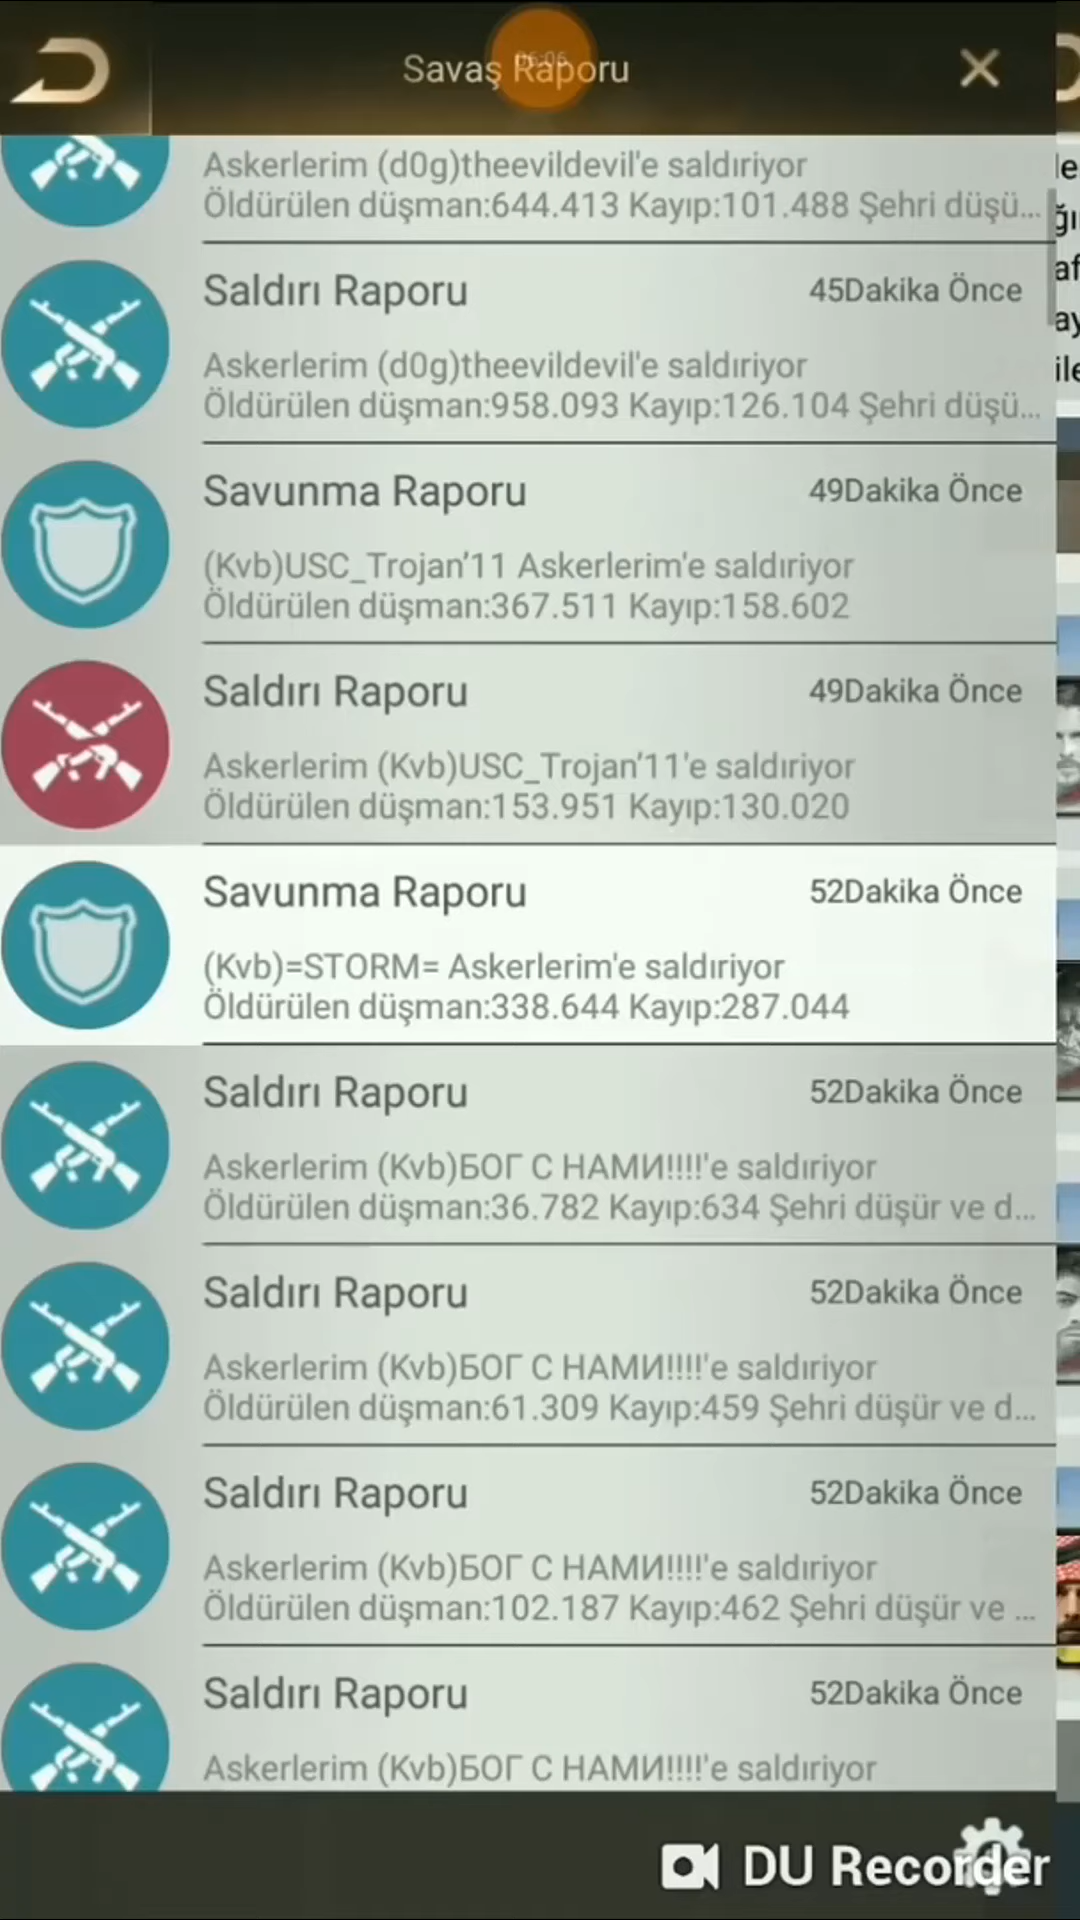 Savaş Raporu
06:06
Askerlerim (d0g)theevildevil'e saldırıyor
Öldürülen düşman:644.413 Kayıp:101.488 Şehri düşü...
Saldırı Raporu
45Dakika Önce
Askerlerim (d0g)theevildevil'e saldırıyor
Öldürülen düşman:958.093 Kayıp:126.104 Şehri düşü...
Savunma Raporu
49Dakika Önce
(Kvb)USC_Trojan'11 Askerlerim'e saldırıyor
Öldürülen düşman:367.511 Kayıp:158.602
Saldırı Raporu
49Dakika Önce
Askerlerim (Kvb)USC_Trojan'11'e saldırıyor
Öldürülen düşman:153.951 Kayıp:130.020
Savunma Raporu
52Dakika Önce
(Kvb)=STORM= Askerlerim'e saldırıyor
Öldürülen düşman:338.644 Kayıp:287.044
Saldırı Raporu
52Dakika Önce
Askerlerim (Kvb)БОГ С НАМИ!!!!'e saldırıyor
Öldürülen düşman:36.782 Kayıp:634 Şehri düşür ve d...
Saldırı Raporu
52Dakika Önce
Askerlerim (Kvb)БОГ С НАМИ!!!!'e saldırıyor
Öldürülen düşman:61.309 Kayıp:459 Şehri düşür ve d...
Saldırı Raporu
52Dakika Önce
Askerlerim (Kvb)БОГ С НАМИ!!!!'e saldırıyor
Öldürülen düşman:102.187 Kayıp:462 Şehri düşür ve ...
Saldırı Raporu
52Dakika Önce
Askerlerim (Kvb)БОГ С НАМИ!!!!'e saldırıyor
DU Recorder